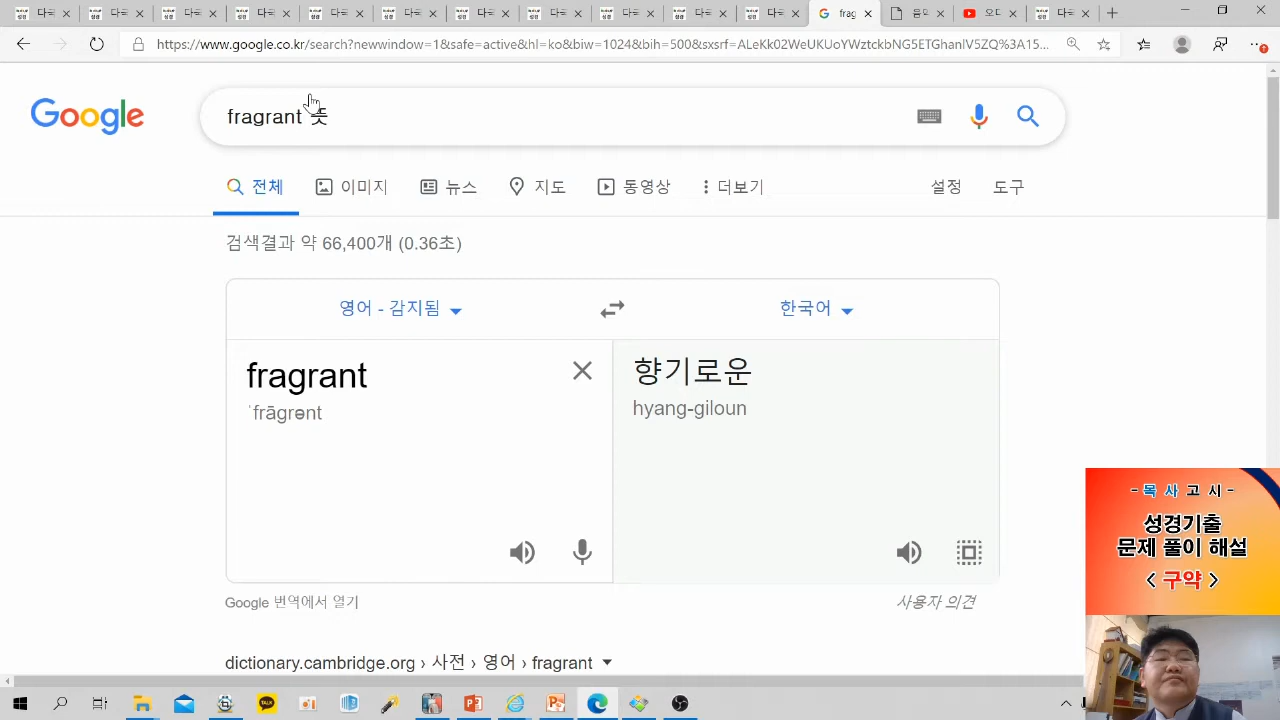 frag
https://www.google.co.kr/search?newwindow=1&safe=active&hl=ko&biw=1024&bih=500&sxsrf=ALeKk02WeUKUoYWztckbNG5ETGhanIV5ZQ%3A15...
Google
fragrant 뜻
전체 이미지 뉴스 지도 동영상 더보기 설정 도구
검색결과 약 66,400개 (0.36초)
영어 - 감지됨 한국어
fragrant 향기로운
ˈfrāgrənt hyang-giloun
Google 번역에서 열기 사용자 의견
dictionary.cambridge.org › 사전 › 영어 › fragrant
- 목 사 고 시 -
성경기출
문제 풀이 해설
< 구약 >
TALK